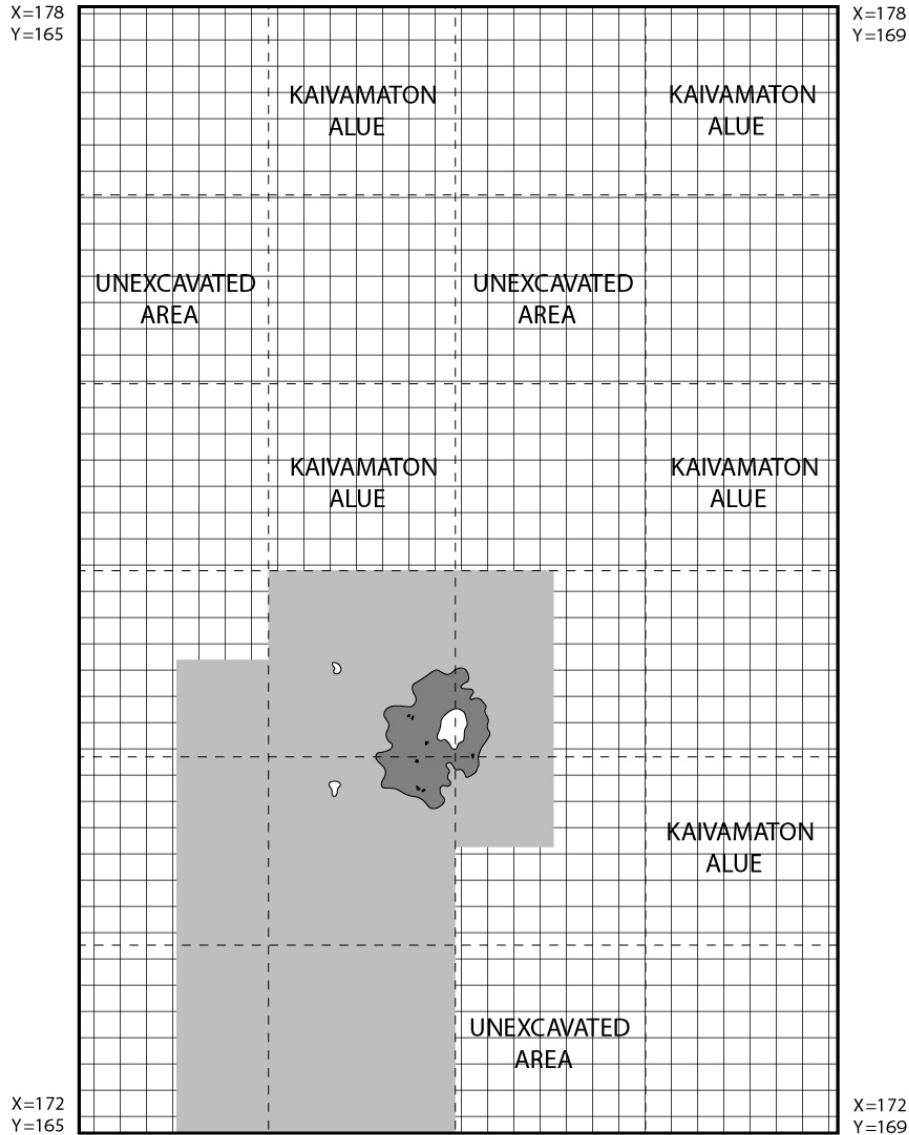 X=178
Y=165
X=178
Y=169
KAIVAMATON
ALUE
KAIVAMATON
ALUE
UNEXCAVATED
AREA
UNEXCAVATED
AREA
KAIVAMATON
ALUE
KAIVAMATON
ALUE
KAIVAMATON
ALUE
UNEXCAVATED
AREA
X=172
Y=165
X=172
Y=169